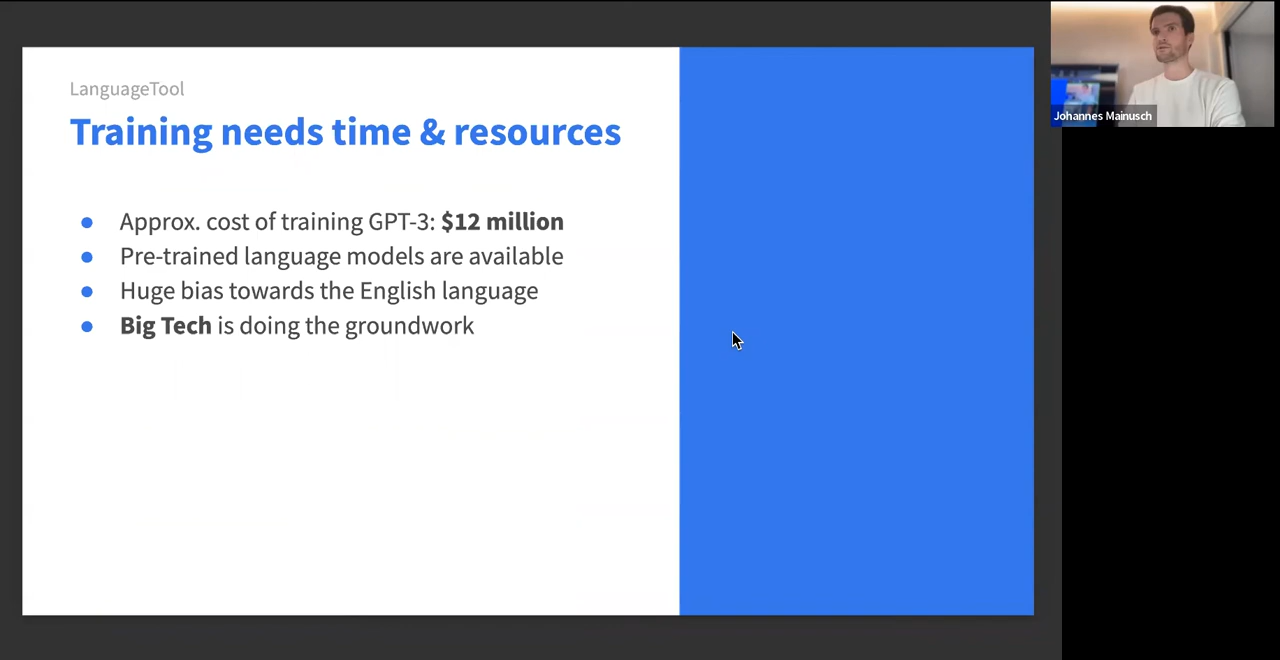 LanguageTool
Training needs time & resources
● Approx. cost of training GPT-3: $12 million
● Pre-trained language models are available
● Huge bias towards the English language
● Big Tech is doing the groundwork
Johannes Mainusch